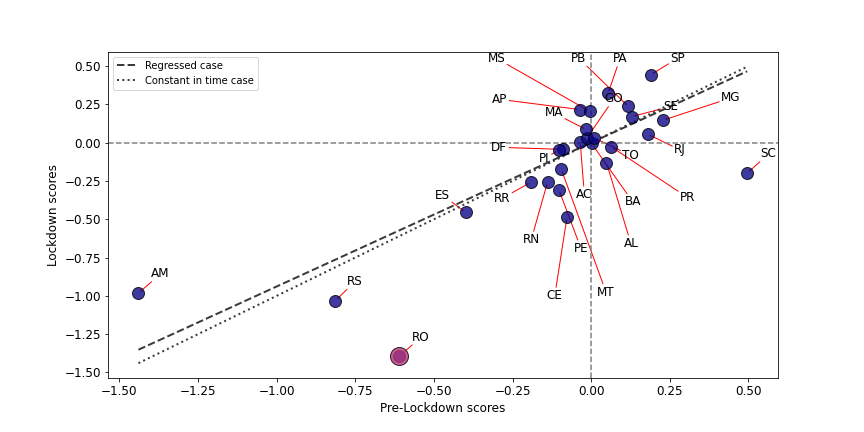 Regressed case
Constant in time case
MS
PB
PA
SP
AP
GO
MA
SE
MG
DF
PI
TO
RJ
SC
ES
RR
AC
BA
PR
RN
PE
AL
AM
RS
CE
MT
RO
0.50
0.25
0.00
−0.25
−0.50
−0.75
−1.00
−1.25
−1.50
Lockdown scores
−1.50
−1.25
−1.00
−0.75
−0.50
−0.25
0.00
0.25
0.50
Pre-Lockdown scores